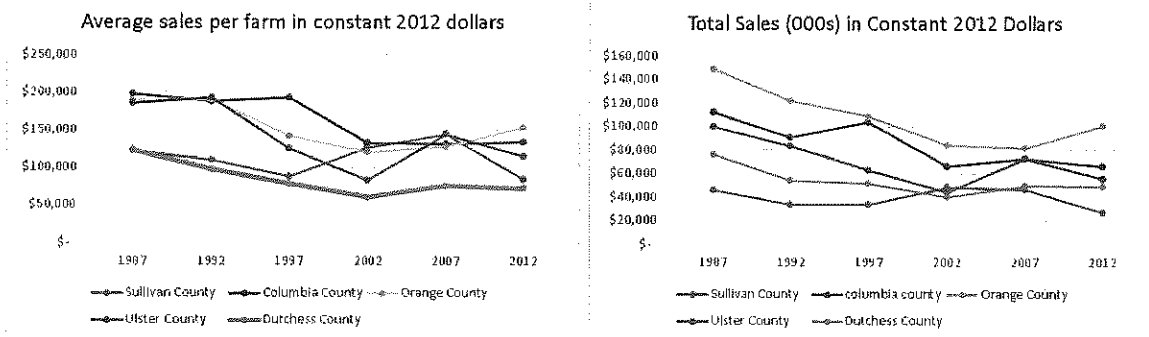 Average sales per farm in constant 2012 dollars
$250,000
$200,000
$150,000
$100,000
$50,000
$-
1987 1992 1997 2002 2007 2012
Sullivan County Columbia County Orange County
Ulster County Dutchess County
Total Sales (000s) in Constant 2012 Dollars
$160,000
$140,000
$120,000
$100,000
$80,000
$60,000
$40,000
$20,000
$-
1987 1992 1997 2002 2007 2012
Sullivan County columbia county Orange County
Ulster County Dutchess County